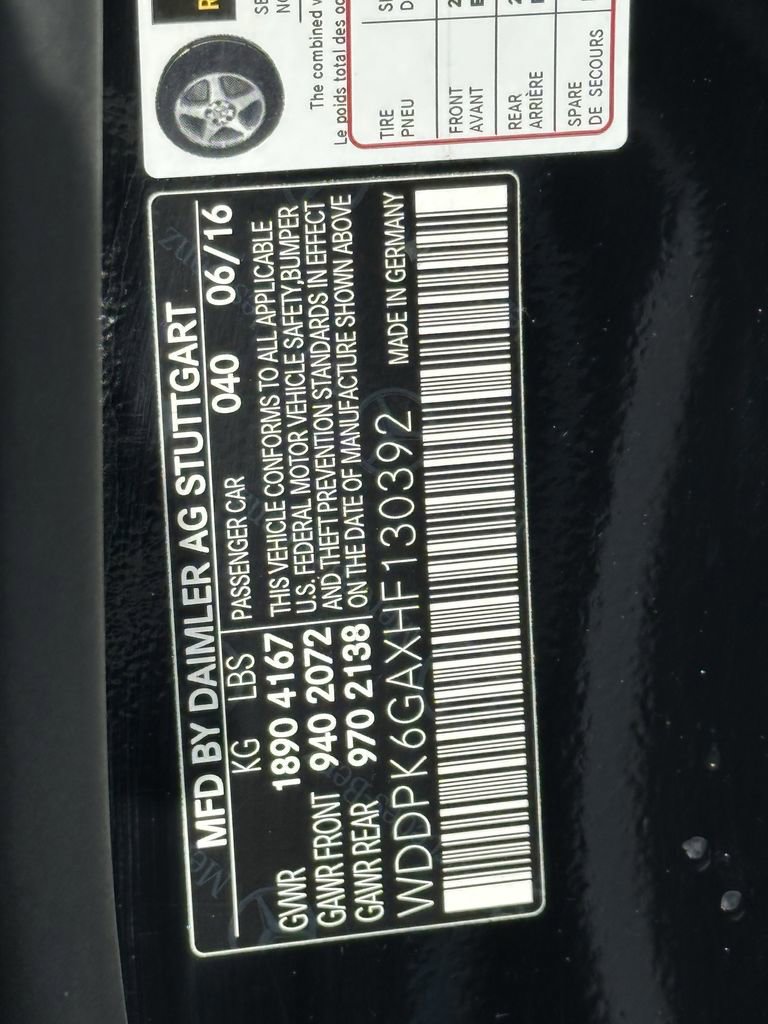 MFD BY DAIMLER AG STUTTGART
KG LBS PASSENGER CAR 040 06/16
GVWR 1890 4167
GAWR FRONT 940 2072
GAWR REAR 970 2138
THIS VEHICLE CONFORMS TO ALL APPLICABLE
U.S. FEDERAL MOTOR VEHICLE SAFETY,BUMPER
AND THEFT PREVENTION STANDARDS IN EFFECT
ON THE DATE OF MANUFACTURE SHOWN ABOVE
WDDPK6GAXHF130392 MADE IN GERMANY
The combined
Le poids total des
TIRE
PNEU
FRONT
AVANT
REAR
ARRIÈRE
SPARE
DE SECOURS